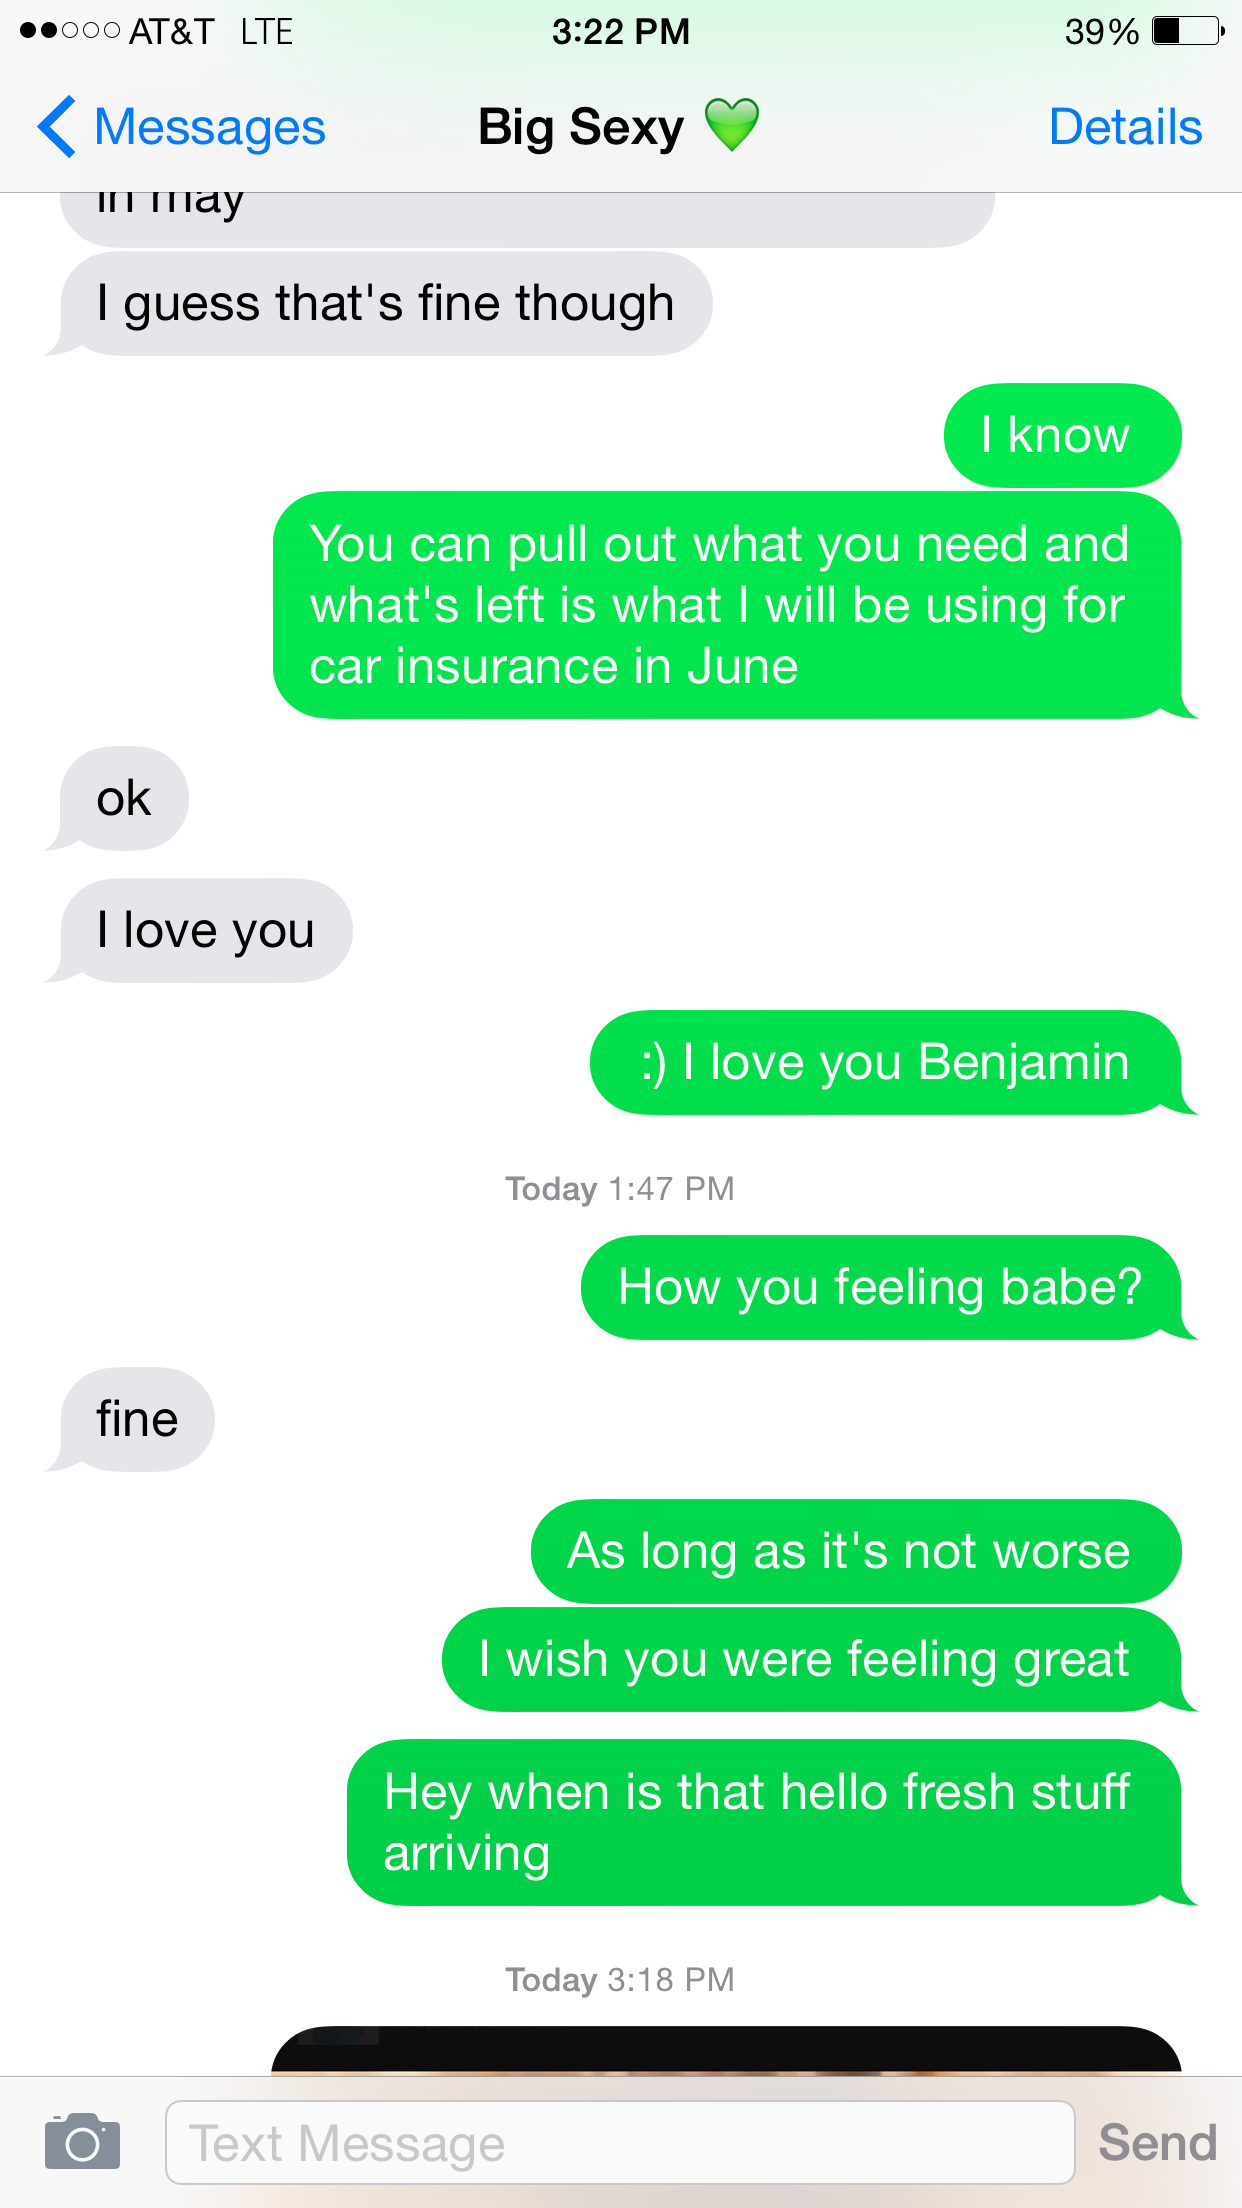 AT&T LTE 3:22 PM 39%
Messages Big Sexy 💚 Details
in may
I guess that's fine though
I know
You can pull out what you need and
what's left is what I will be using for
car insurance in June
ok
I love you
:) I love you Benjamin
Today 1:47 PM
How you feeling babe?
fine
As long as it's not worse
I wish you were feeling great
Hey when is that hello fresh stuff
arriving
Today 3:18 PM
Text Message Send